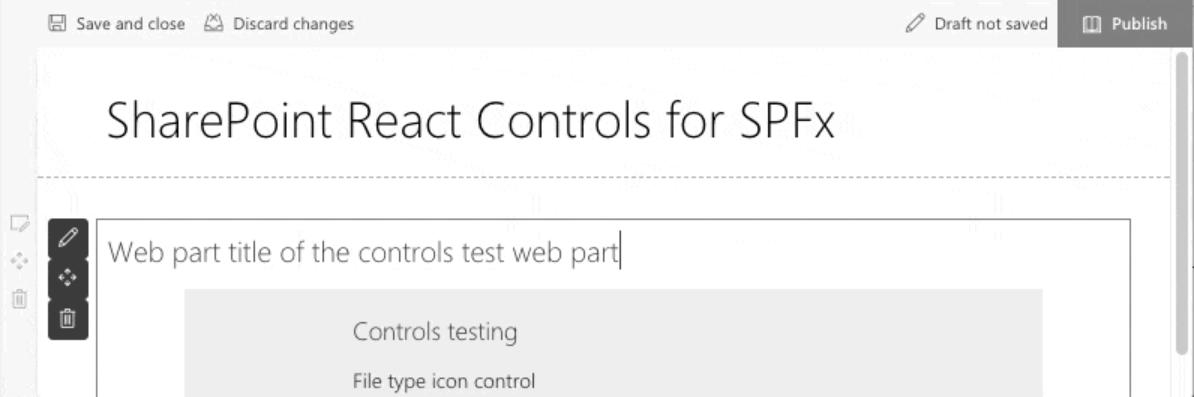 Save and close Discard changes Draft not saved Publish
SharePoint React Controls for SPFx
Web part title of the controls test web part
Controls testing
File type icon control